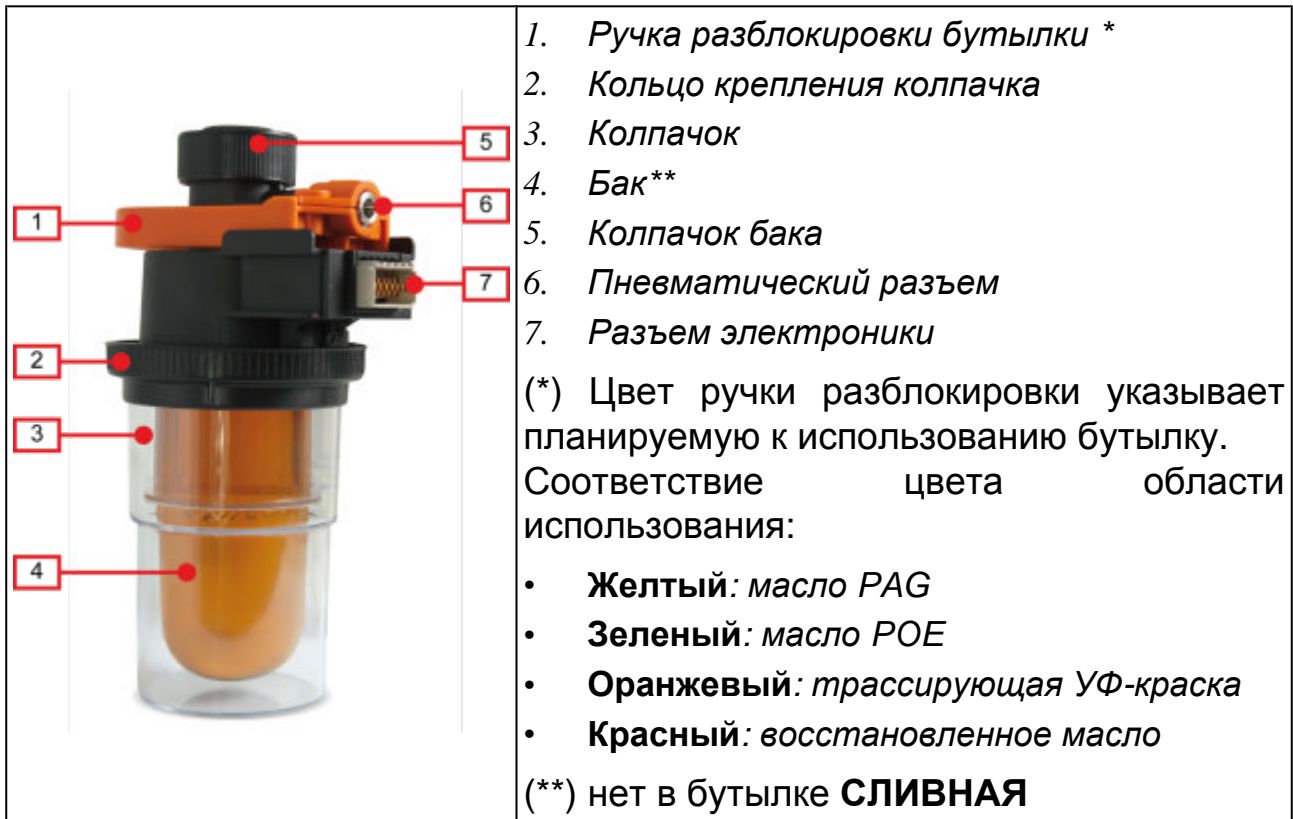 5
6
1
7
2
3
4
1. Ручка разблокировки бутылки *
2. Кольцо крепления колпачка
3. Колпачок
4. Бак**
5. Колпачок бака
6. Пневматический разъем
7. Разъем электроники
(*) Цвет ручки разблокировки указывает
планируемую к использованию бутылку.
Соответствие цвета области
использования:
• Желтый: масло PAG
• Зеленый: масло POE
• Оранжевый: трассирующая УФ-краска
• Красный: восстановленное масло
(**) нет в бутылке СЛИВНАЯ